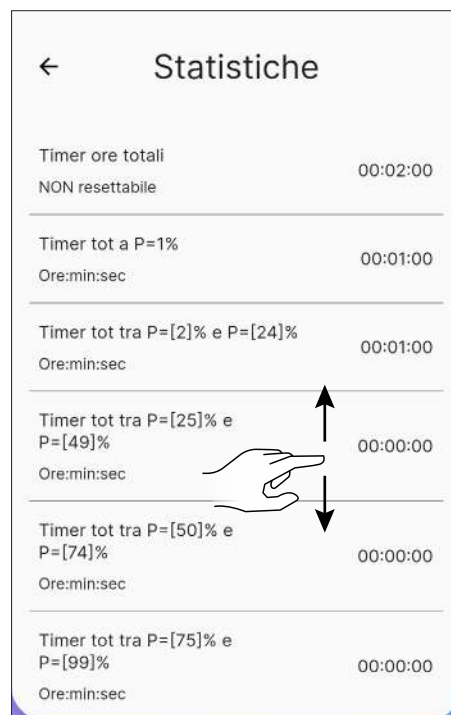 Statistiche
Timer ore totali
NON resettabile
00:02:00
Timer tot a P=1%
Ore:min:sec
00:01:00
Timer tot tra P=[2]% e P=[24]%
Ore:min:sec
00:01:00
Timer tot tra P=[25]% e
P=[49]%
Ore:min:sec
00:00:00
Timer tot tra P=[50]% e
P=[74]%
Ore:min:sec
00:00:00
Timer tot tra P=[75]% e
P=[99]%
Ore:min:sec
00:00:00